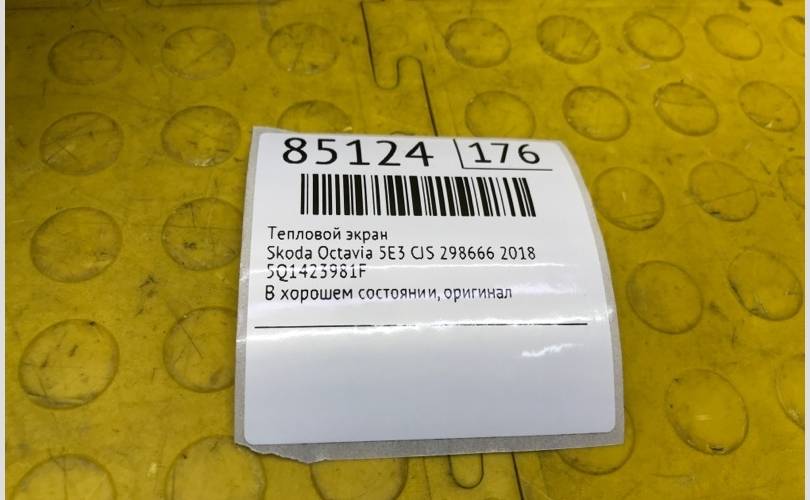 85124 176
Тепловой экран
Skoda Octavia 5E3 CJS 298666 2018
5Q1423981F
В хорошем состоянии, оригинал